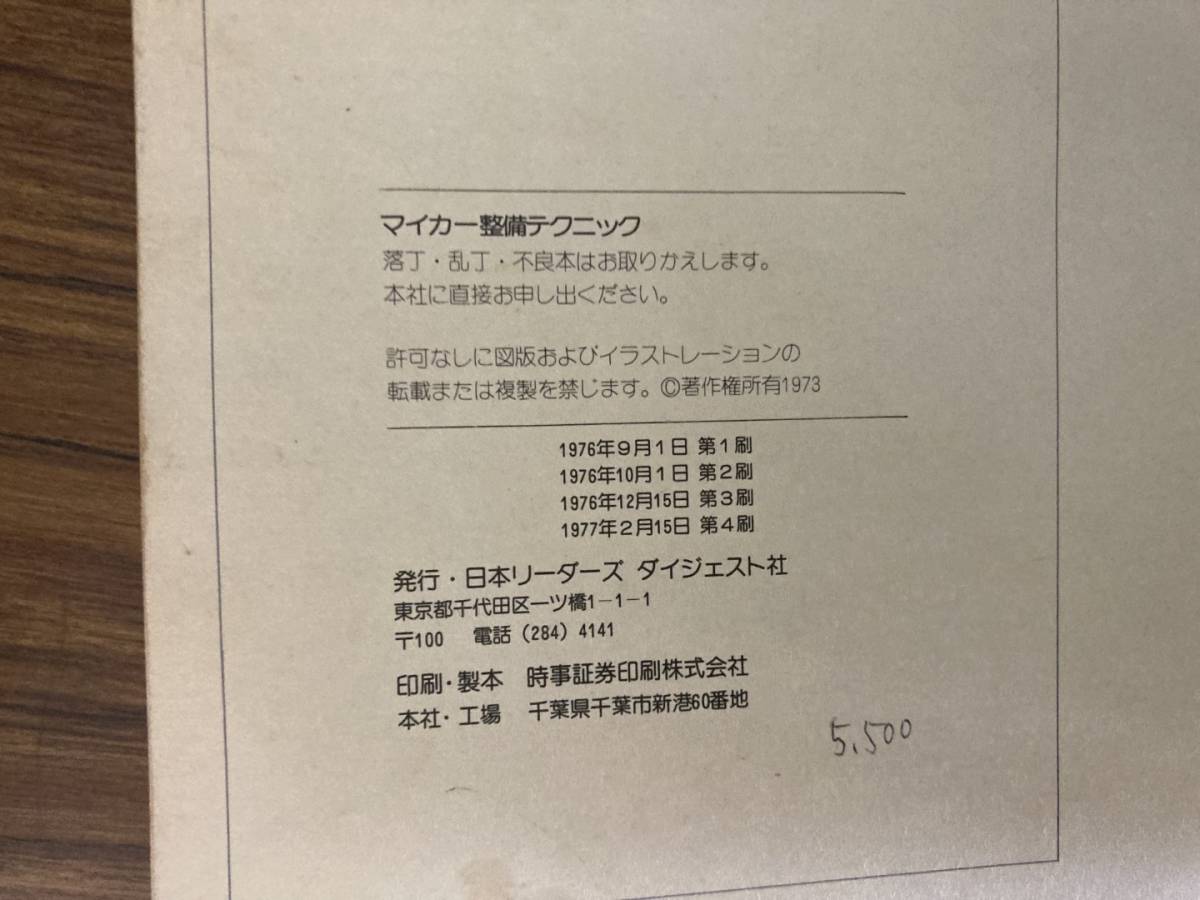 マイカー整備テクニック
落丁・乱丁・不良本はお取りかえします。
本社に直接お申し出ください。
許可なしに図版およびイラストレーションの
転載または複製を禁じます。©著作権所有1973
1976年9月1日 第1刷
1976年10月1日 第2刷
1976年12月15日 第3刷
1977年2月15日 第4刷
発行・日本リーダーズ ダイジェスト社
東京都千代田区一ツ橋1-1-1
〒100 電話(284)4141
印刷・製本 時事証券印刷株式会社
本社・工場 千葉県千葉市新港60番地
5,500